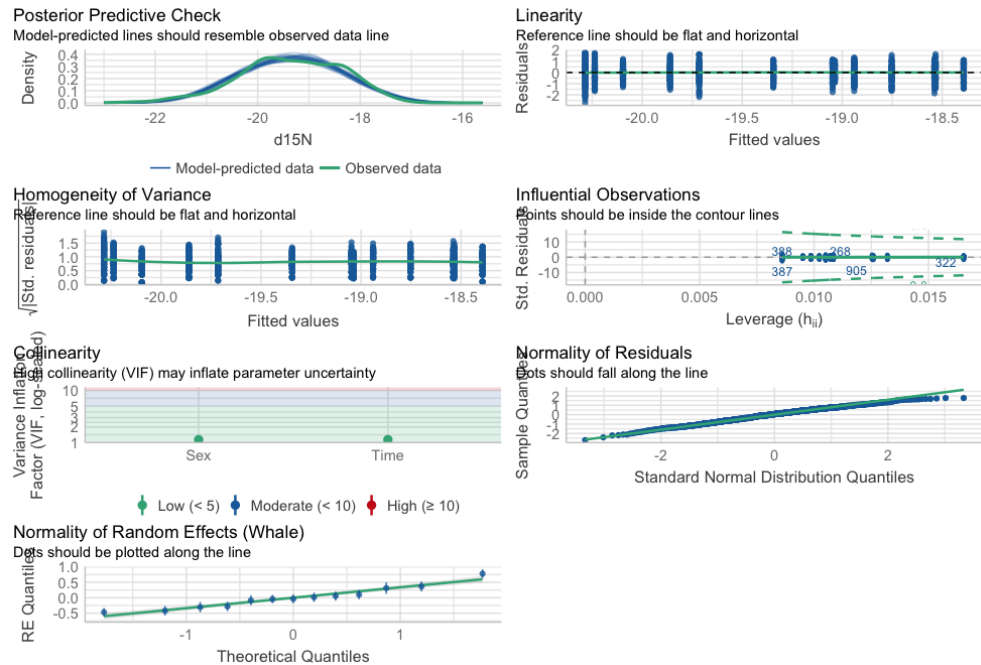 Posterior Predictive Check
Model-predicted lines should resemble observed data line
Density
0.4
0.3
0.2
0.1
0.0
-22
-20
-18
-16
d15N
Model-predicted data
Observed data
Linearity
Reference line should be flat and horizontal
Residuals
2
1
0
-1
-2
-20.0
-19.5
-19.0
-18.5
Fitted values
Homogeneity of Variance
Reference line should be flat and horizontal
√|Std. residuals|
1.5
1.0
0.5
0.0
-20.0
-19.5
-19.0
-18.5
Fitted values
Influential Observations
Points should be inside the contour lines
Std. Residuals
10
0
-10
388
268
387
905
322
0.000
0.005
0.010
0.015
Leverage (hii)
Collinearity
High collinearity (VIF) may inflate parameter uncertainty
Variance Inflation
Factor (VIF, log-scaled)
10
5
3
2
1
Sex
Time
Low (< 5)
Moderate (< 10)
High (≥ 10)
Normality of Residuals
Dots should fall along the line
Sample Quantiles
2
1
0
-1
-2
-2
0
2
Standard Normal Distribution Quantiles
Normality of Random Effects (Whale)
Dots should be plotted along the line
RE Quantiles
1.0
0.5
0.0
-0.5
-1
0
1
Theoretical Quantiles